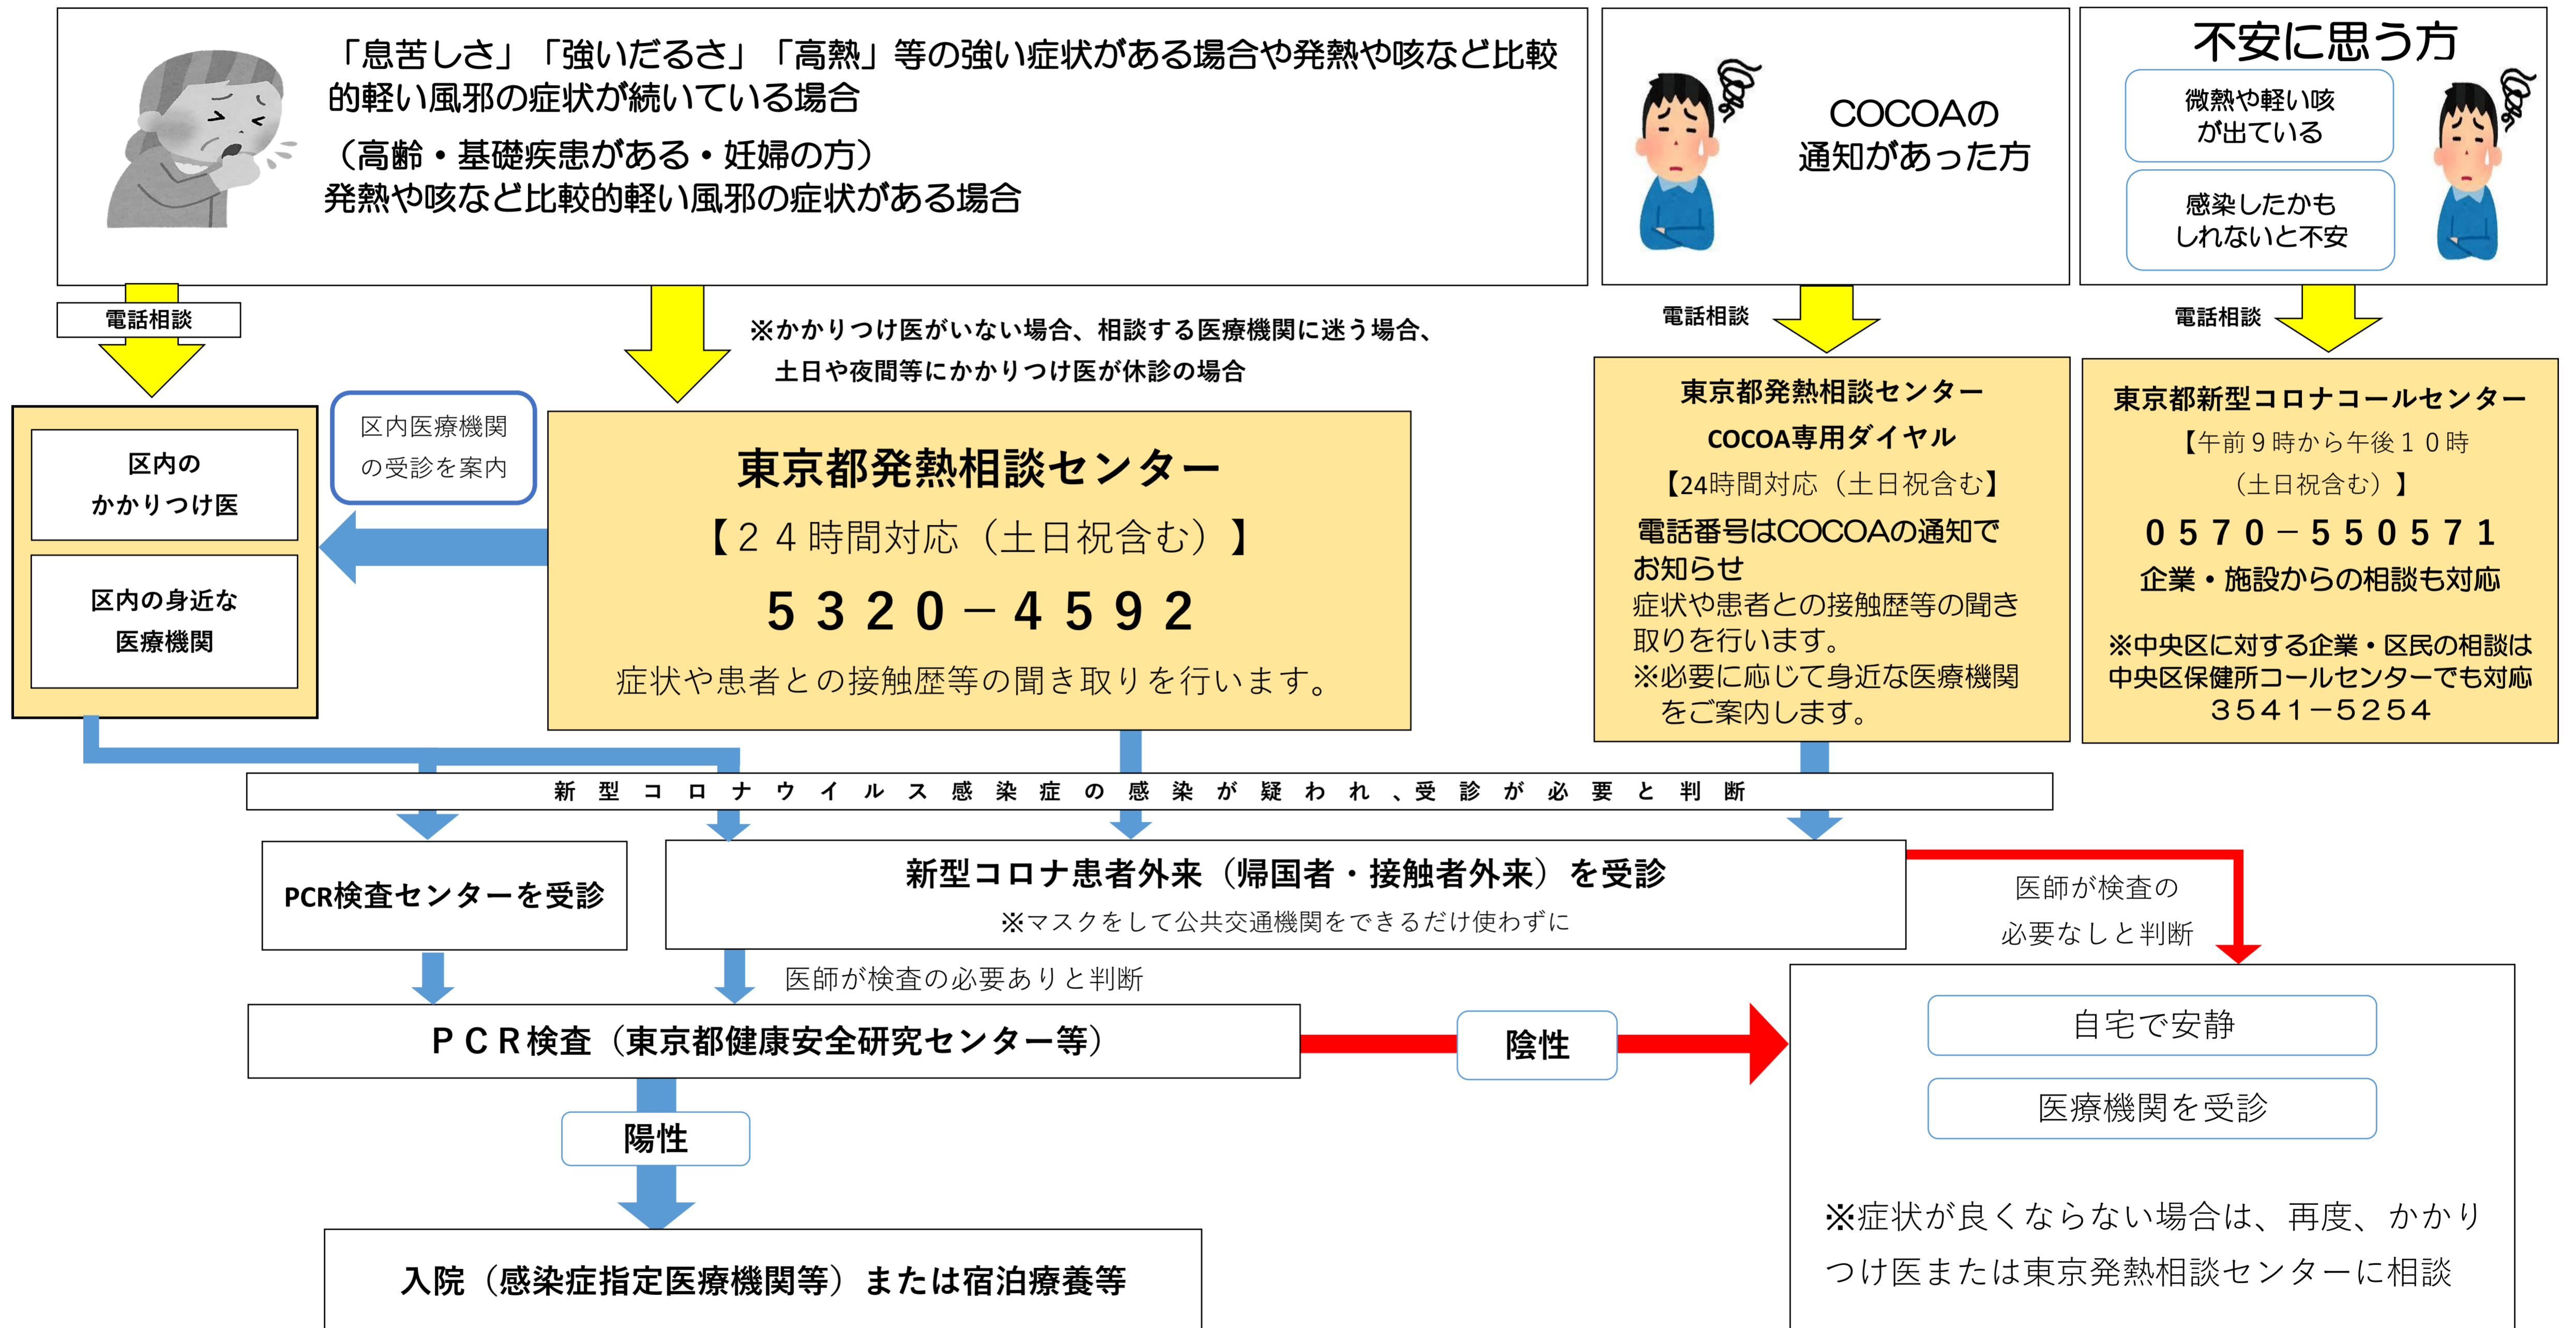 「息苦しさ」「強いだるさ」「高熱」等の強い症状がある場合や発熱や咳など比較
的軽い風邪の症状が続いている場合
（高齢・基礎疾患がある・妊婦の方）
発熱や咳など比較的軽い風邪の症状がある場合
COCOAの
通知があった方
不安に思う方
微熱や軽い咳
が出ている
感染したかも
しれないと不安
電話相談
※かかりつけ医がいない場合、相談する医療機関に迷う場合、
土日や夜間等にかかりつけ医が休診の場合
電話相談
電話相談
区内の
かかりつけ医
区内の身近な
医療機関
区内医療機関
の受診を案内
東京都発熱相談センター
【２４時間対応（土日祝含む）】
５３２０－４５９２
症状や患者との接触歴等の聞き取りを行います。
東京都発熱相談センター
COCOA専用ダイヤル
【24時間対応（土日祝含む】
電話番号はCOCOAの通知で
お知らせ
症状や患者との接触歴等の聞き
取りを行います。
※必要に応じて身近な医療機関
をご案内します。
東京都新型コロナコールセンター
【午前９時から午後１０時
（土日祝含む）】
０５７０－５５０５７１
企業・施設からの相談も対応
※中央区に対する企業・区民の相談は
中央区保健所コールセンターでも対応
３５４１－５２５４
新型コロナウイルス感染症の感染が疑われ、受診が必要と判断
PCR検査センターを受診
新型コロナ患者外来（帰国者・接触者外来）を受診
※マスクをして公共交通機関をできるだけ使わずに
医師が検査の
必要なしと判断
医師が検査の必要ありと判断
ＰＣＲ検査（東京都健康安全研究センター等）
陰性
自宅で安静
医療機関を受診
※症状が良くならない場合は、再度、かかり
つけ医または東京発熱相談センターに相談
陽性
入院（感染症指定医療機関等）または宿泊療養等